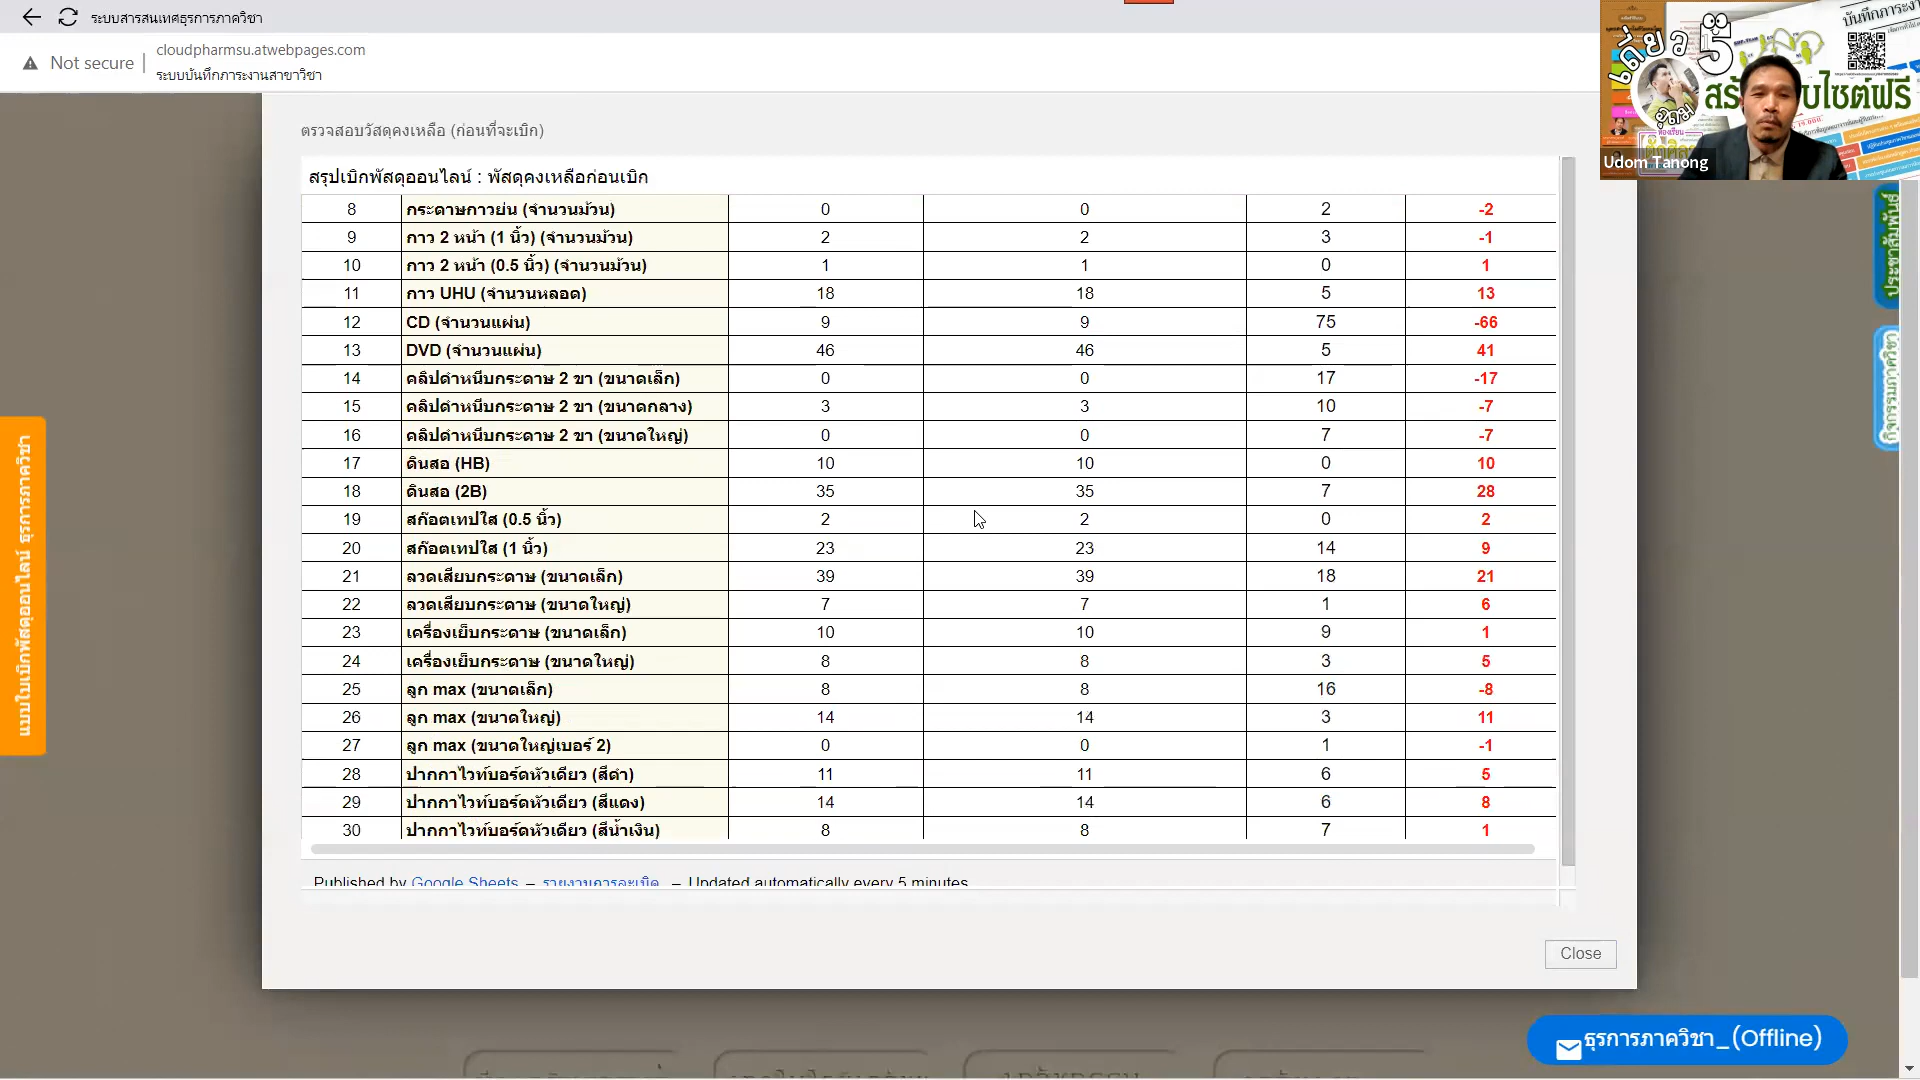 ระบบสารสนเทศธุรการภาควิชา
Not secure
cloudpharmsu.atwebpages.com
ระบบบันทึกภาระงานสาขาวิชา
Udom Tanong
ตรวจสอบวัสดุคงเหลือ (ก่อนที่จะเบิก)
สรุปเบิกพัสดุออนไลน์ : พัสดุคงเหลือก่อนเบิก
8 กระดาษกาวย่น (จำนวนม้วน) 0 0 2 -2
9 กาว 2 หน้า (1 นิ้ว) (จำนวนม้วน) 2 2 3 -1
10 กาว 2 หน้า (0.5 นิ้ว) (จำนวนม้วน) 1 1 0 1
11 กาว UHU (จำนวนหลอด) 18 18 5 13
12 CD (จำนวนแผ่น) 9 9 75 -66
13 DVD (จำนวนแผ่น) 46 46 5 41
14 คลิปดำหนีบกระดาษ 2 ขา (ขนาดเล็ก) 0 0 17 -17
15 คลิปดำหนีบกระดาษ 2 ขา (ขนาดกลาง) 3 3 10 -7
16 คลิปดำหนีบกระดาษ 2 ขา (ขนาดใหญ่) 0 0 7 -7
17 ดินสอ (HB) 10 10 0 10
18 ดินสอ (2B) 35 35 7 28
19 สก๊อตเทปใส (0.5 นิ้ว) 2 2 0 2
20 สก๊อตเทปใส (1 นิ้ว) 23 23 14 9
21 ลวดเสียบกระดาษ (ขนาดเล็ก) 39 39 18 21
22 ลวดเสียบกระดาษ (ขนาดใหญ่) 7 7 1 6
23 เครื่องเย็บกระดาษ (ขนาดเล็ก) 10 10 9 1
24 เครื่องเย็บกระดาษ (ขนาดใหญ่) 8 8 3 5
25 ลูก max (ขนาดเล็ก) 8 8 16 -8
26 ลูก max (ขนาดใหญ่) 14 14 3 11
27 ลูก max (ขนาดใหญ่เบอร์ 2) 0 0 1 -1
28 ปากกาไวท์บอร์ดหัวเดียว (สีดำ) 11 11 6 5
29 ปากกาไวท์บอร์ดหัวเดียว (สีแดง) 14 14 6 8
30 ปากกาไวท์บอร์ดหัวเดียว (สีน้ำเงิน) 8 8 7 1
Published by Google Sheets – รายงานการละเบิด – Updated automatically every 5 minutes
Close
แบบใบเบิกพัสดุออนไลน์ ธุรการภาควิชา
ธุรการภาควิชา_(Offline)